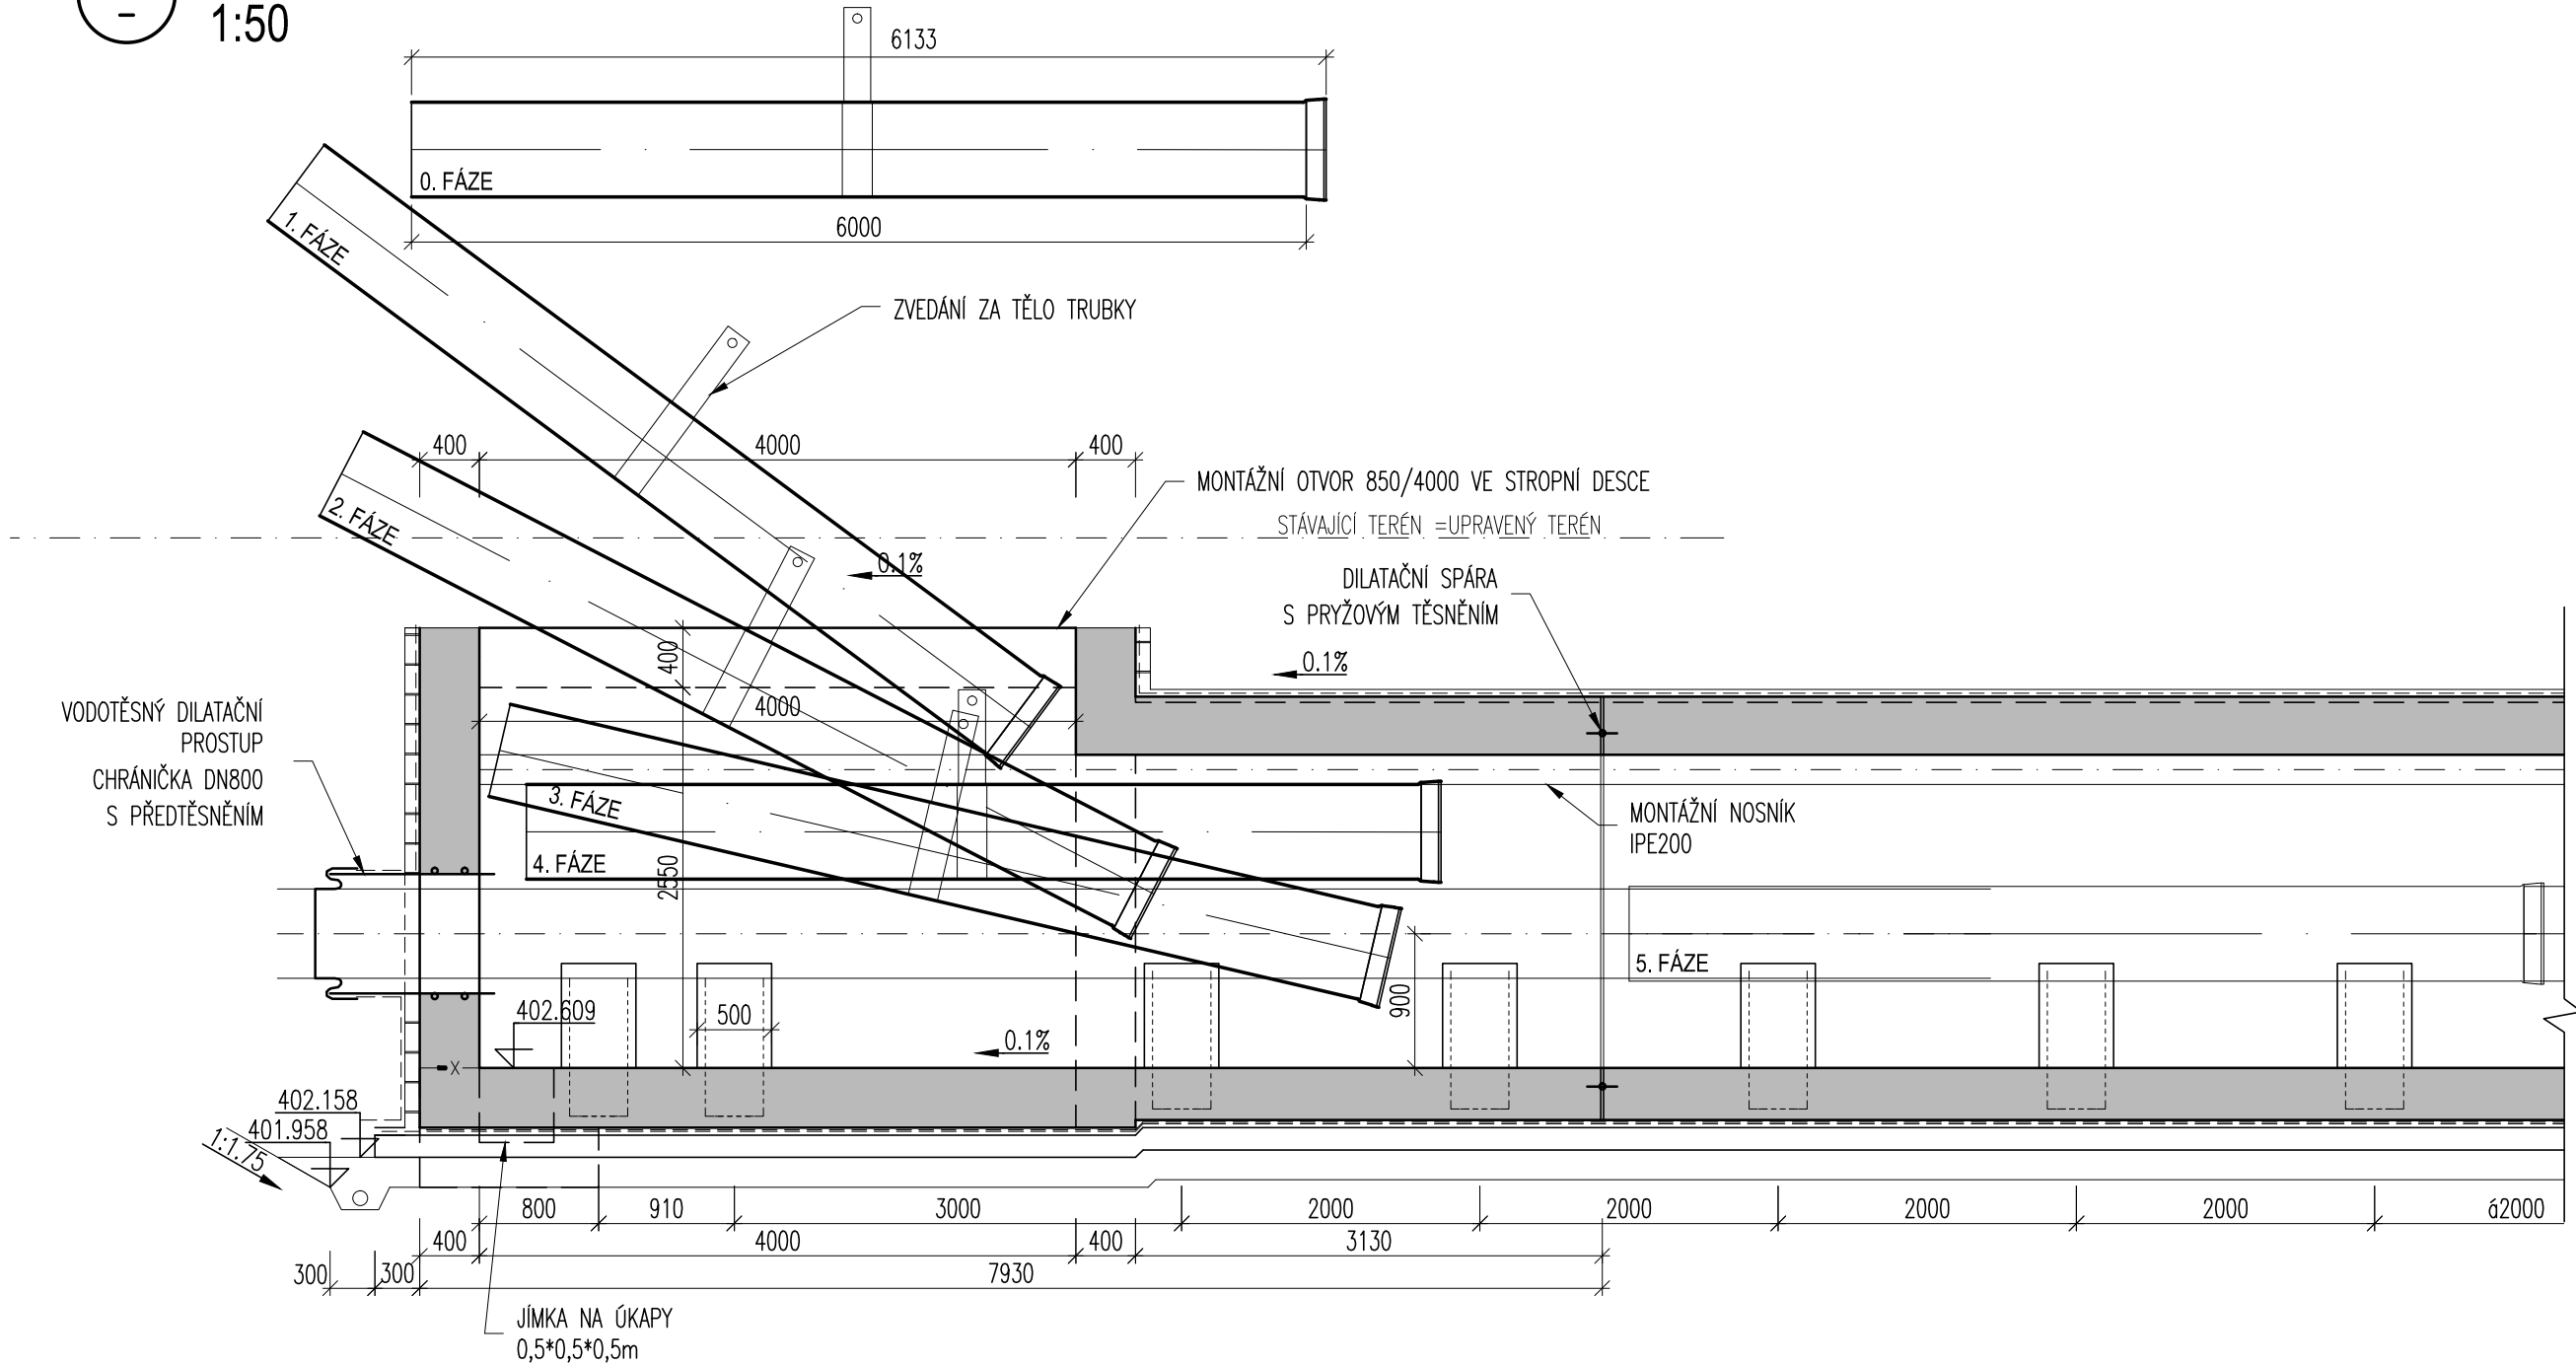 -
1:50
6133
0. FÁZE
6000
1. FÁZE
ZVEDÁNÍ ZA TĚLO TRUBKY
400
4000
400
MONTÁŽNÍ OTVOR 850/4000 VE STROPNÍ DESCE
2. FÁZE
STÁVAJÍCÍ TERÉN =UPRAVENÝ TERÉN
0.1%
DILATAČNÍ SPÁRA
S PRYŽOVÝM TĚSNĚNÍM
400
0.1%
4000
VODOTĚSNÝ DILATAČNÍ
PROSTUP
CHRÁNIČKA DN800
S PŘEDTĚSNĚNÍM
3. FÁZE
MONTÁŽNÍ NOSNÍK
IPE200
4. FÁZE
2550
5. FÁZE
900
402.609
500
0.1%
X
402.158
401.958
1:1.75
800
910
3000
2000
2000
2000
2000
á2000
400
4000
400
3130
300
300
7930
JÍMKA NA ÚKAPY
0,5*0,5*0,5m